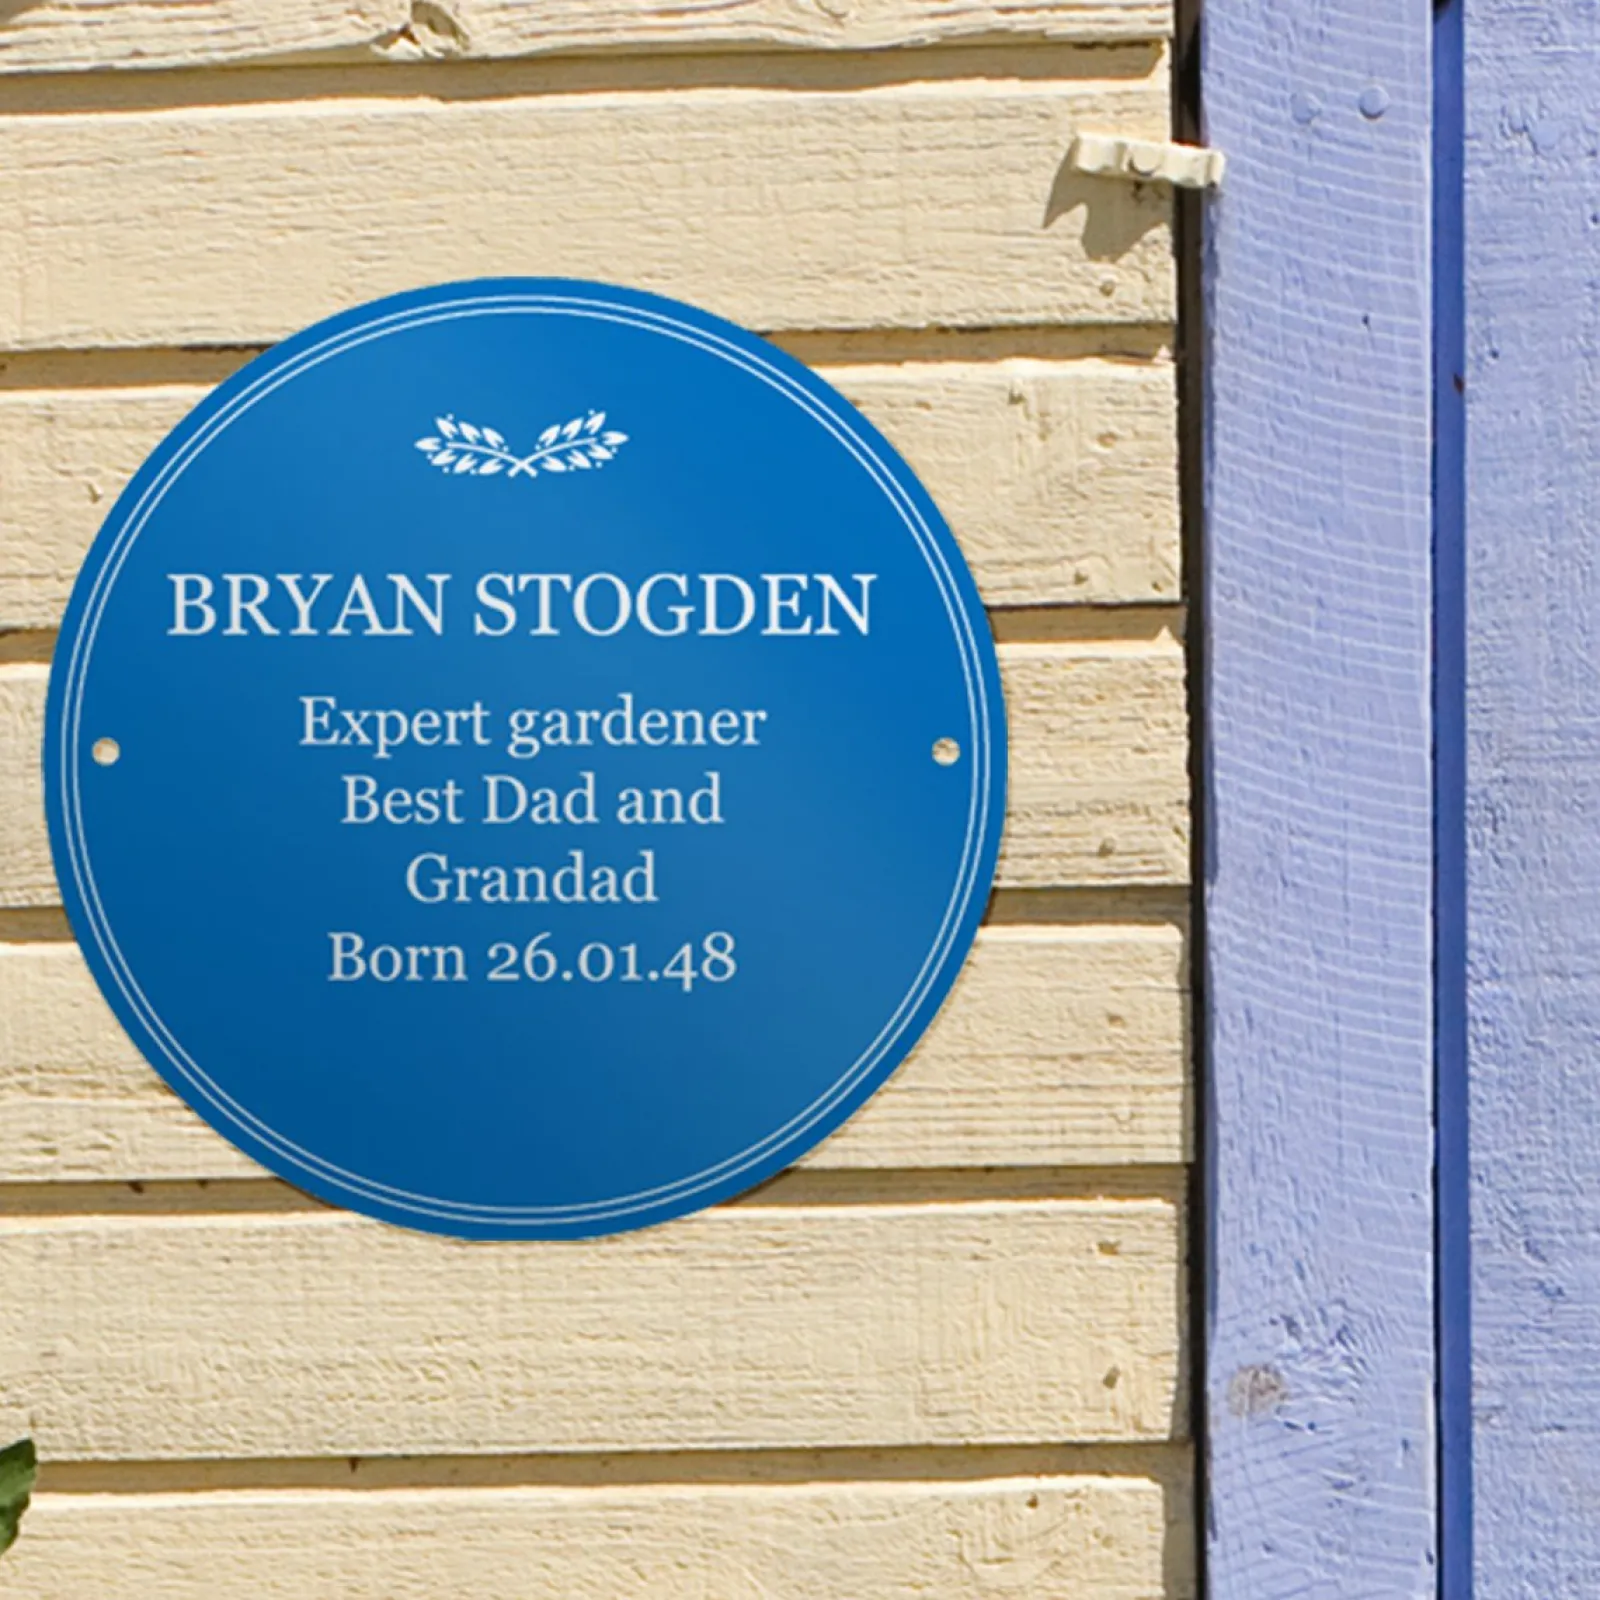 BRYAN STOGDEN
Expert gardener
Best Dad and
Grandad
Born 26.01.48